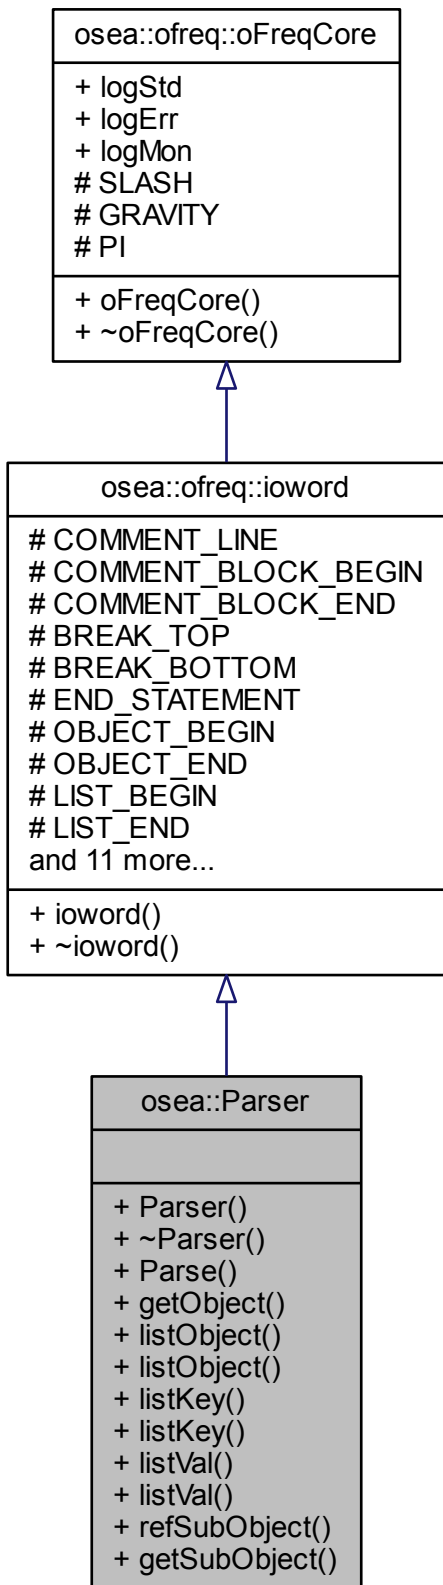 osea::ofreq::oFreqCore
+ logStd
+ logErr
+ logMon
# SLASH
# GRAVITY
# PI
+ oFreqCore()
+ ~oFreqCore()
osea::ofreq::ioword
# COMMENT_LINE
# COMMENT_BLOCK_BEGIN
# COMMENT_BLOCK_END
# BREAK_TOP
# BREAK_BOTTOM
# END_STATEMENT
# OBJECT_BEGIN
# OBJECT_END
# LIST_BEGIN
# LIST_END
and 11 more...
+ ioword()
+ ~ioword()
osea::Parser
+ Parser()
+ ~Parser()
+ Parse()
+ getObject()
+ listObject()
+ listObject()
+ listKey()
+ listKey()
+ listVal()
+ listVal()
+ refSubObject()
+ getSubObject()